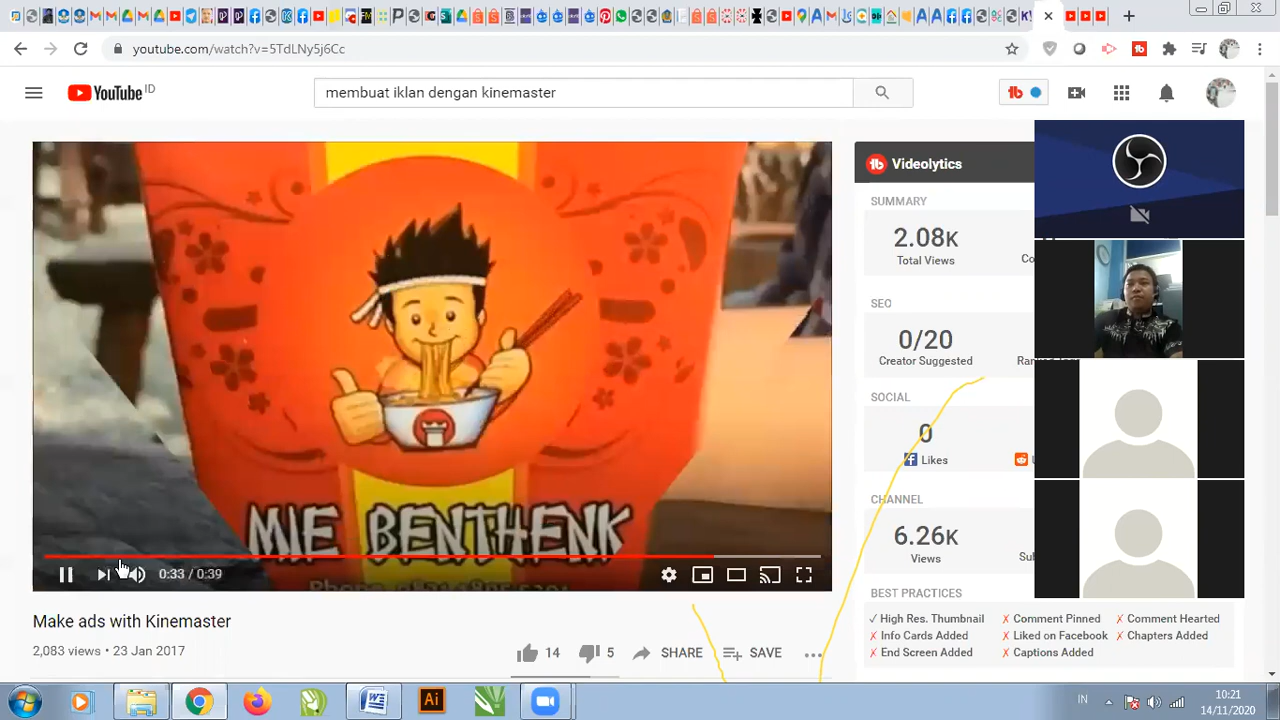 youtube.com/watch?v=5TdLNy5j6Cc
YouTube ID
membuat iklan dengan kinemaster
Videolytics
SUMMARY
2.08K
Total Views
SEO
0/20
Creator Suggested
SOCIAL
0
Likes
CHANNEL
6.26K
Views
BEST PRACTICES
✓ High Res. Thumbnail
✗ Comment Pinned
✗ Comment Hearted
✗ Info Cards Added
✗ Liked on Facebook
✗ Chapters Added
✗ End Screen Added
✗ Captions Added
MIE BENTHENK
0:33 / 0:39
Make ads with Kinemaster
2,083 views • 23 Jan 2017
14
5
SHARE
SAVE
IN
10:21
14/11/2020